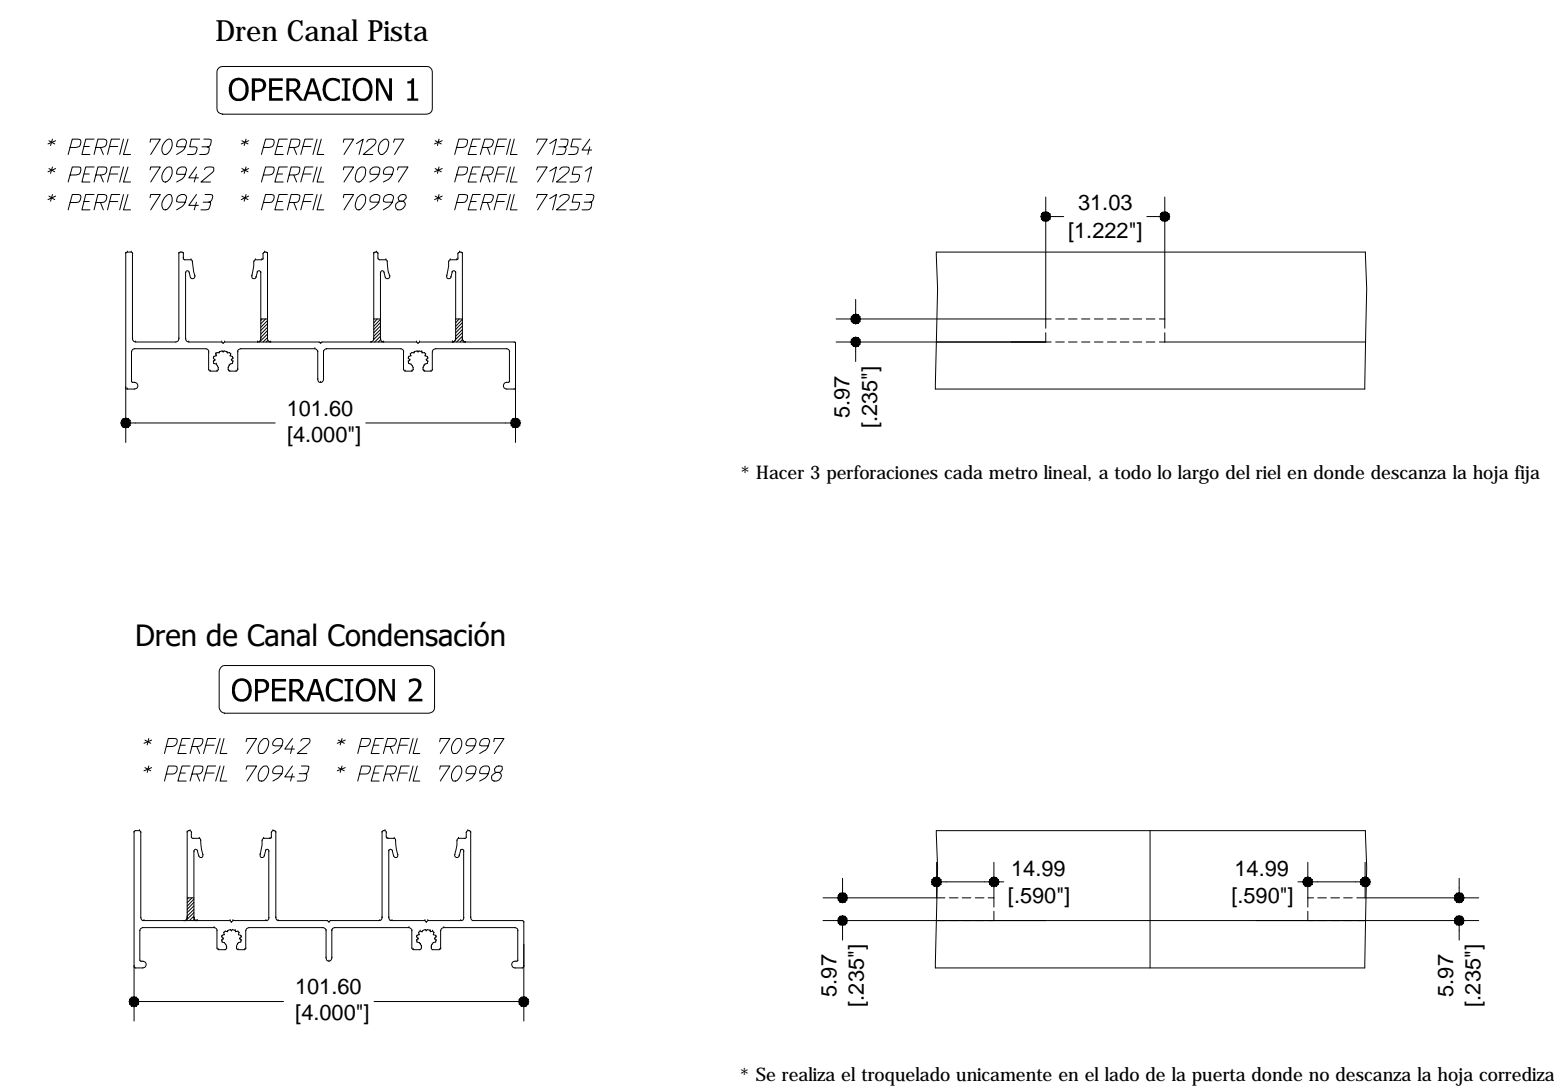 Dren Canal Pista
OPERACION 1
* PERFIL 70953 * PERFIL 71207 * PERFIL 71354
* PERFIL 70942 * PERFIL 70997 * PERFIL 71251
* PERFIL 70943 * PERFIL 70998 * PERFIL 71253
101.60
[4.000"]
31.03
[1.222"]
5.97
[.235"]
* Hacer 3 perforaciones cada metro lineal, a todo lo largo del riel en donde descanza la hoja fija
Dren de Canal Condensación
OPERACION 2
* PERFIL 70942 * PERFIL 70997
* PERFIL 70943 * PERFIL 70998
101.60
[4.000"]
14.99
[.590"]
14.99
[.590"]
5.97
[.235"]
5.97
[.235"]
* Se realiza el troquelado unicamente en el lado de la puerta donde no descanza la hoja corrediza